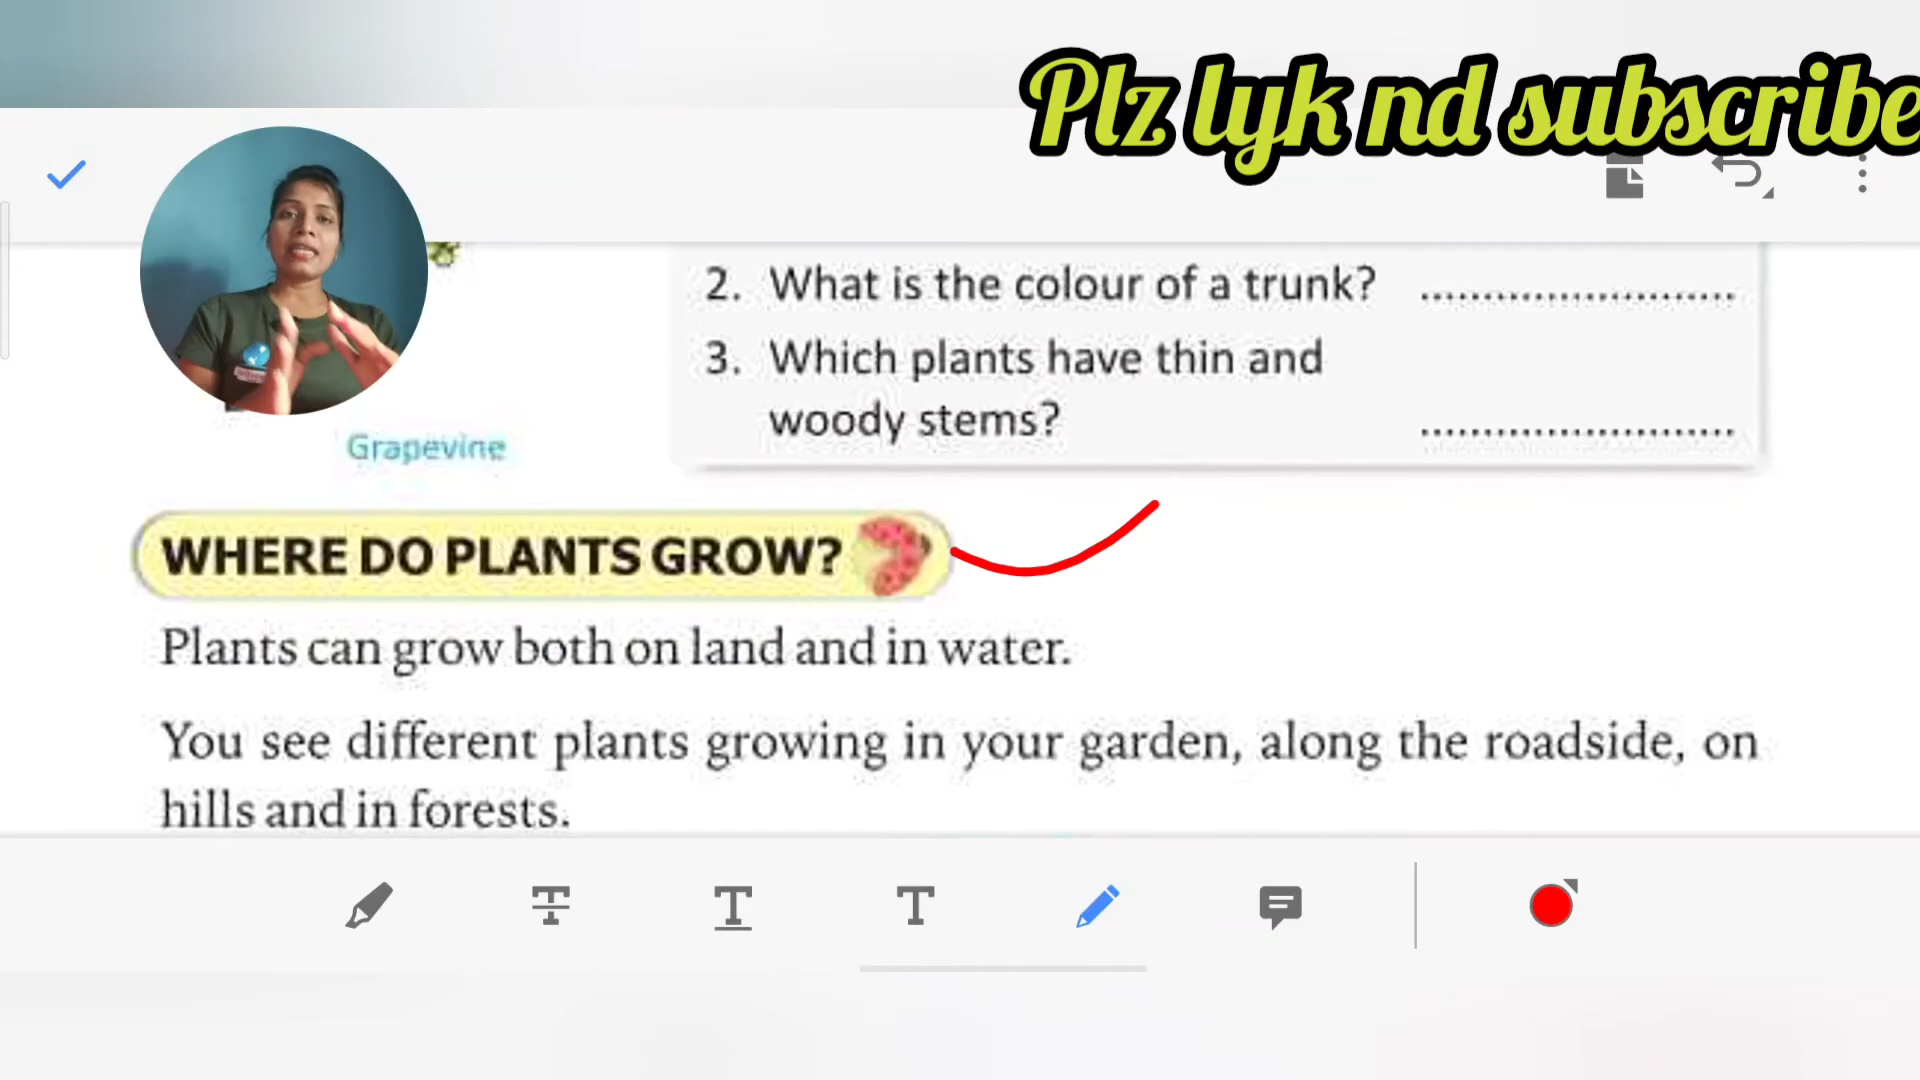 Plz lyk nd subscribe
2. What is the colour of a trunk? ........................
3. Which plants have thin and
woody stems? ........................
Grapevine
WHERE DO PLANTS GROW?
Plants can grow both on land and in water.
You see different plants growing in your garden, along the roadside, on
hills and in forests.